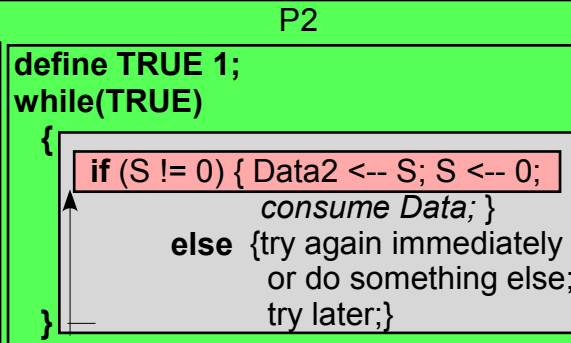 P2
define TRUE 1;
while(TRUE)
{
if (S != 0) { Data2 <-- S; S <-- 0;
consume Data; }
else {try again immediately
or do something else;
try later;}
}